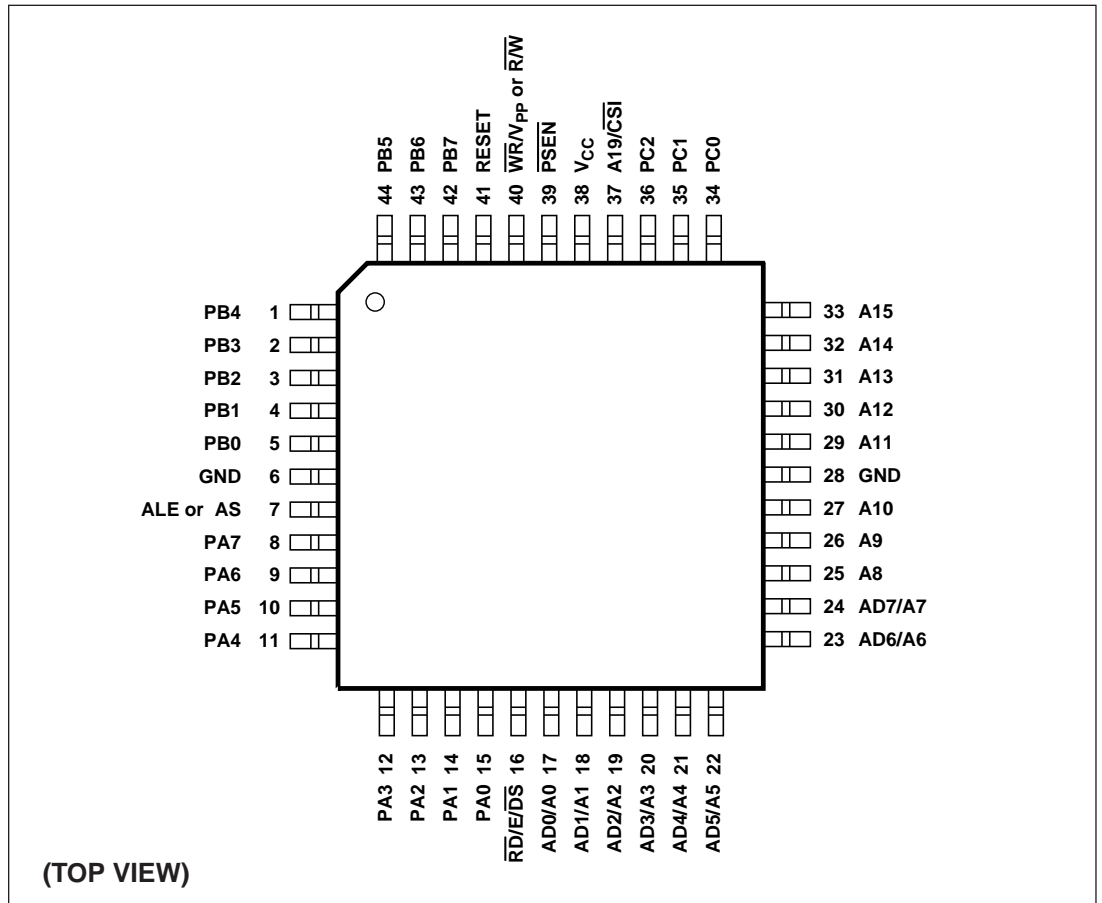 44 PB5
43 PB6
42 PB7
41 RESET
40 W̅R̅/VPP or R̅/̅W̅
39 P̅S̅E̅N̅
38 VCC
37 A19/C̅S̅I̅
36 PC2
35 PC1
34 PC0
PB4 1
PB3 2
PB2 3
PB1 4
PB0 5
GND 6
ALE or AS 7
PA7 8
PA6 9
PA5 10
PA4 11
33 A15
32 A14
31 A13
30 A12
29 A11
28 GND
27 A10
26 A9
25 A8
24 AD7/A7
23 AD6/A6
PA3 12
PA2 13
PA1 14
PA0 15
R̅D̅/E/D̅S̅ 16
AD0/A0 17
AD1/A1 18
AD2/A2 19
AD3/A3 20
AD4/A4 21
AD5/A5 22
(TOP VIEW)